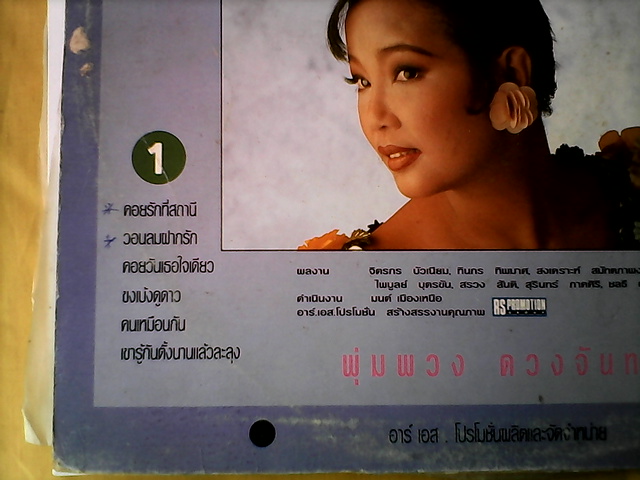 1
คอยรักที่สถานี
วอนลมฝากรัก
คอยวันเธอใจเดียว
ขงเบ้งดูดาว
คนเหมือนกัน
เขารู้กันตั้งนานแล้วละลุง
ผลงาน จิตรกร บัวเนียม, ทินกร ทิพมาศ, สงเคราะห์ สมัตถภาพงศ์
ไพบูลย์ บุตรขัน, สรวง สันติ, สุรินทร์ ภาคศิริ, ชลธี
ดำเนินงาน มนต์ เมืองเหนือ
อาร์.เอส.โปรโมชั่น สร้างสรรงานคุณภาพ RS PROMOTION
พุ่มพวง ดวงจันท
อาร์ เอส . โปรโมชั่นผลิตและจัดจำหน่าย